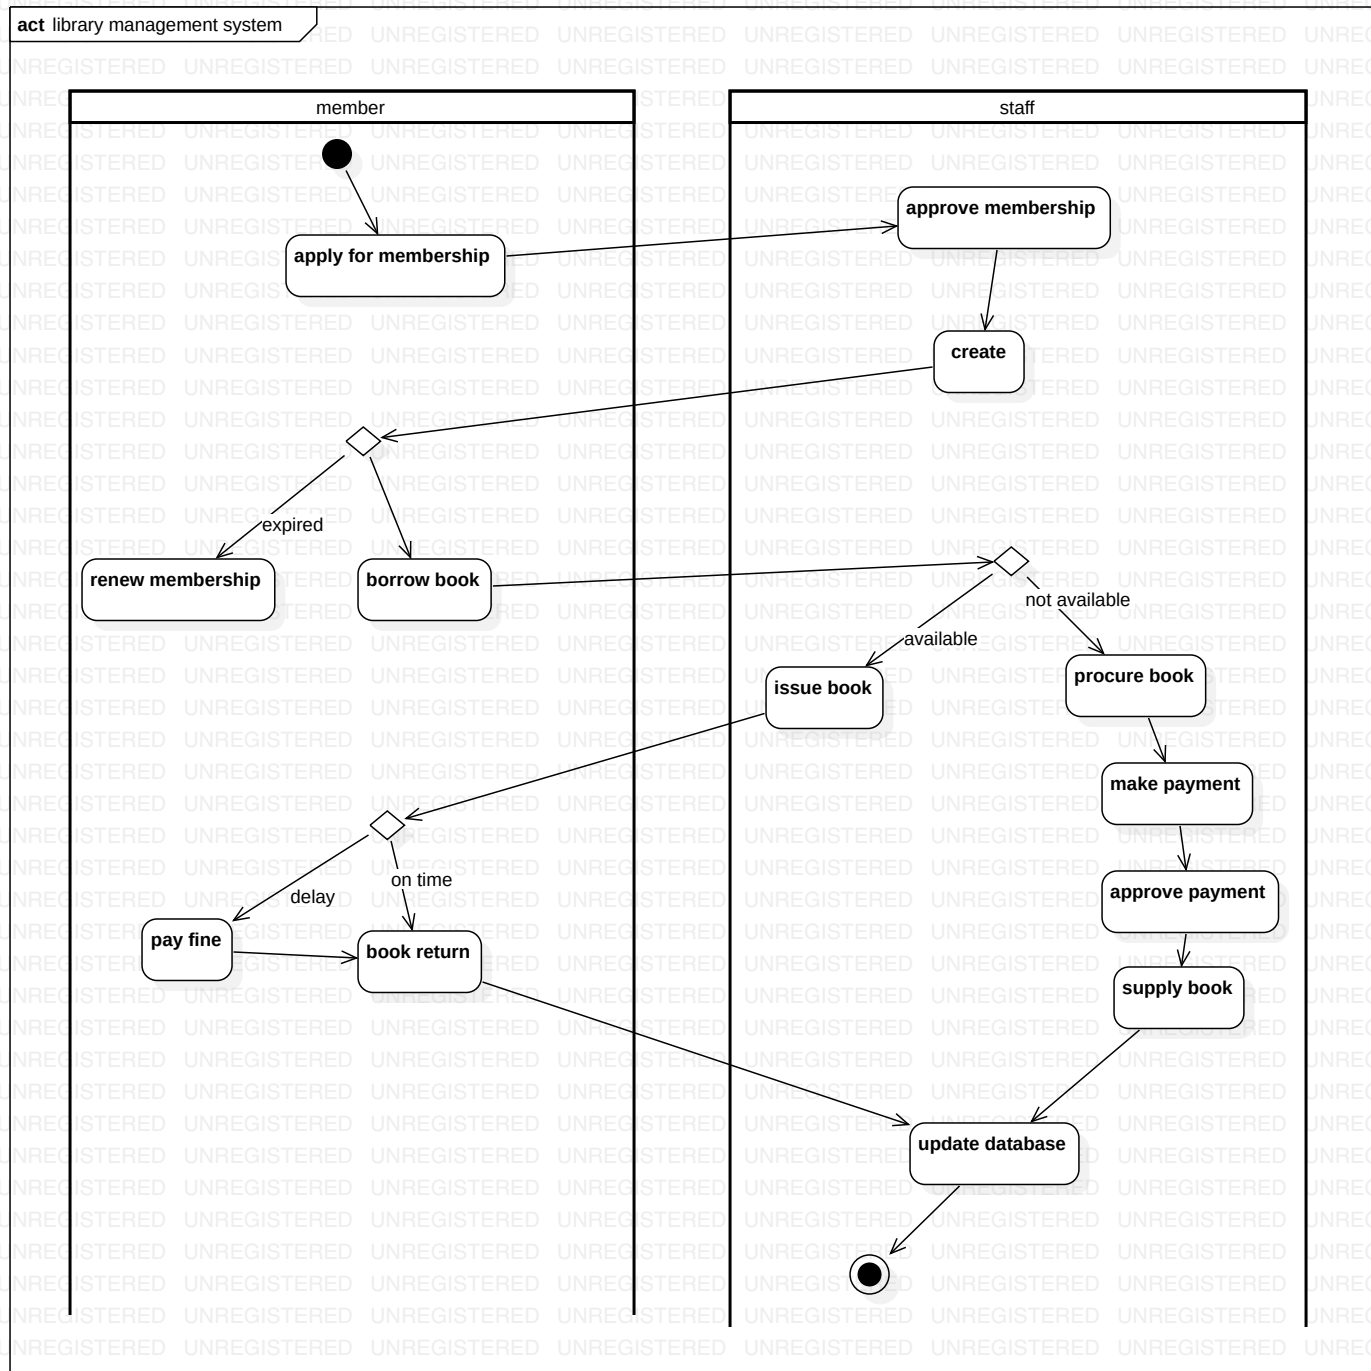 act library management system
member
staff
approve membership
apply for membership
create
expired
renew membership
borrow book
not available
available
issue book
procure book
make payment
on time
delay
approve payment
pay fine
book return
supply book
update database
UNREGISTERED